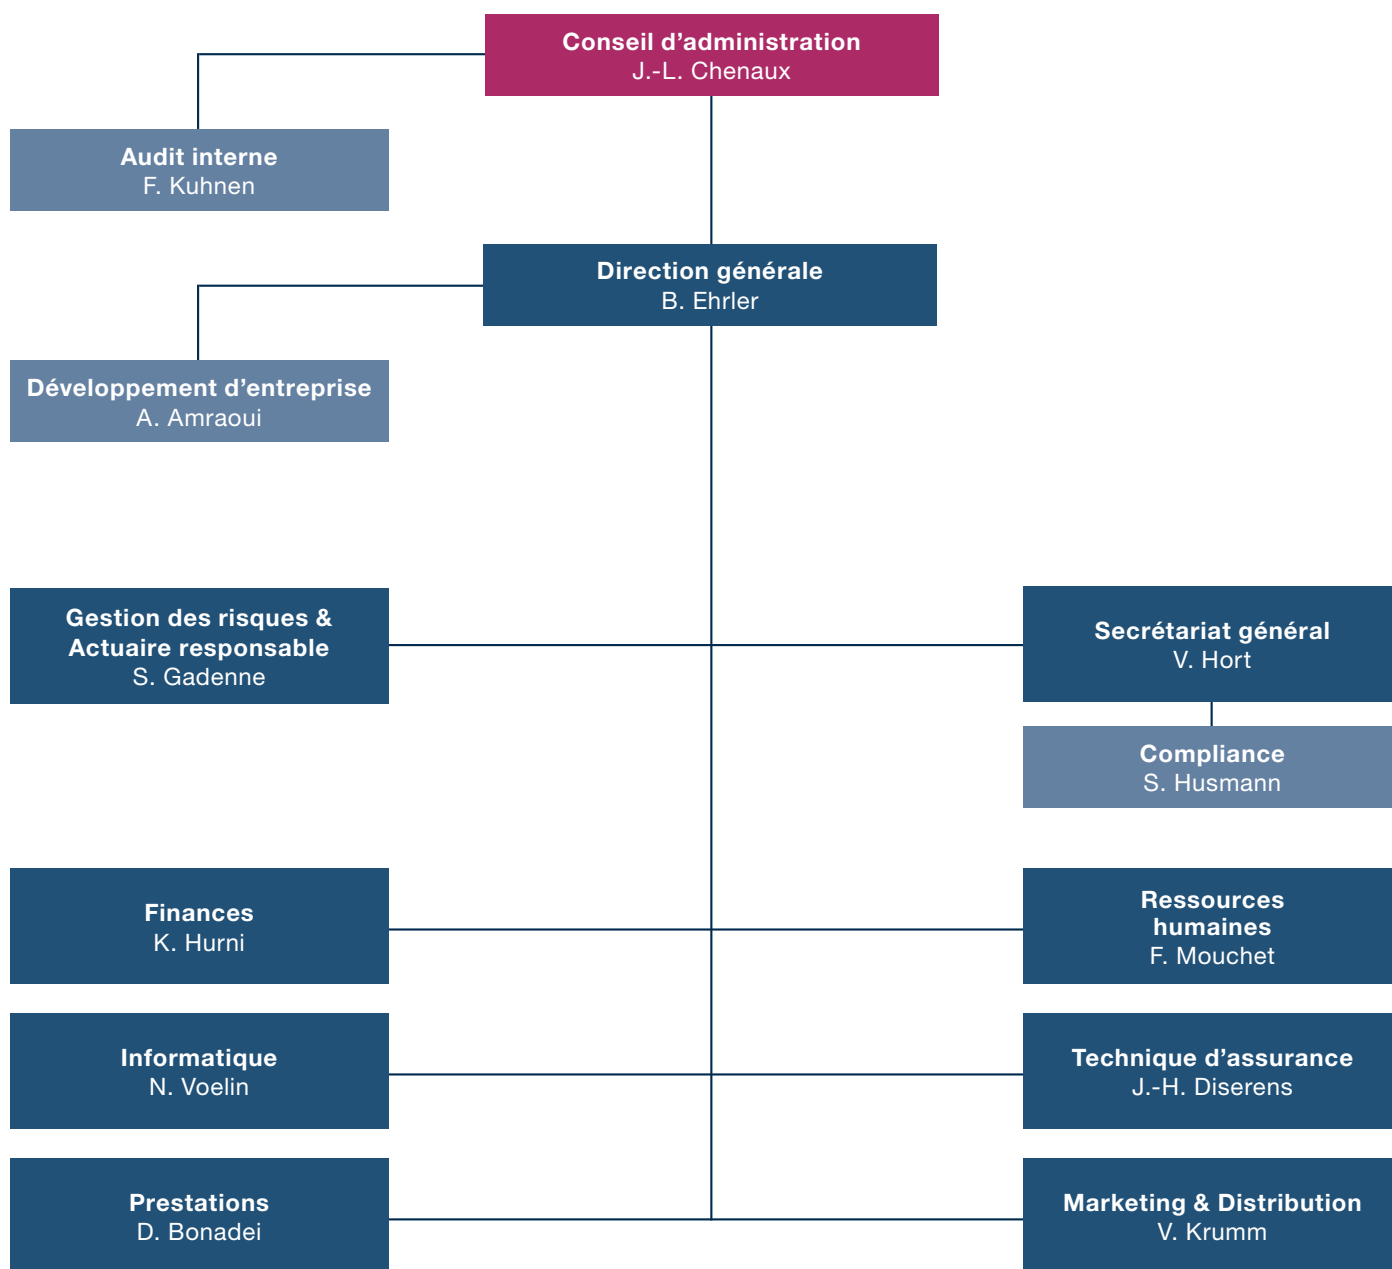 Conseil d’administration
J.-L. Chenaux
Audit interne
F. Kuhnen
Direction générale
B. Ehrler
Développement d’entreprise
A. Amraoui
Gestion des risques &
Actuaire responsable
S. Gadenne
Secrétariat général
V. Hort
Compliance
S. Husmann
Finances
K. Hurni
Ressources
humaines
F. Mouchet
Informatique
N. Voelin
Technique d’assurance
J.-H. Diserens
Prestations
D. Bonadei
Marketing & Distribution
V. Krumm